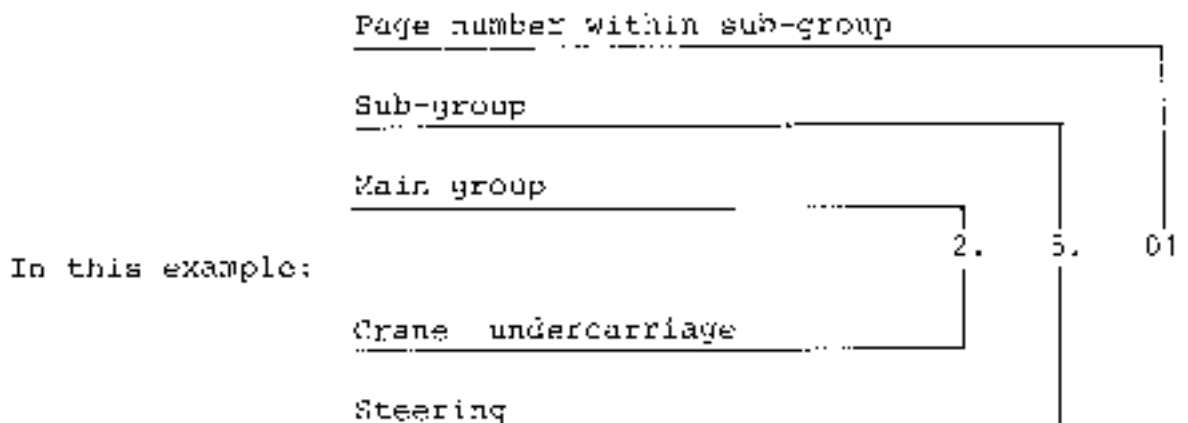 Page number within sub-group
Sub-group
Main group
2. 5. 01
In this example:
Crane undercarriage
Steering